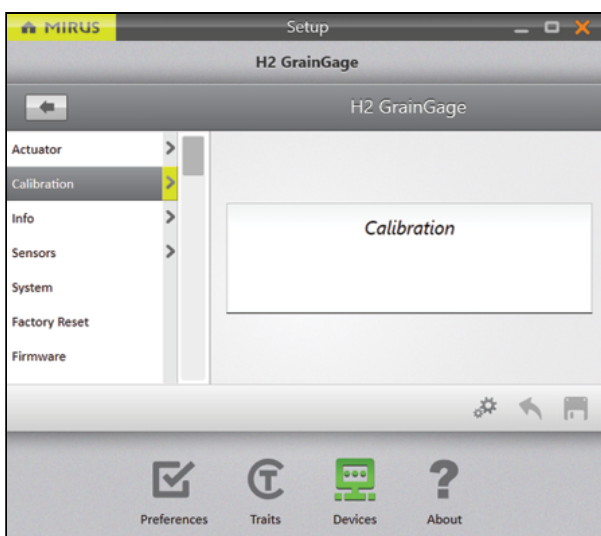 MIRUS
Setup
H2 GrainGage
H2 GrainGage
Actuator
Calibration
Info
Sensors
System
Factory Reset
Firmware
Calibration
Preferences
Traits
Devices
About